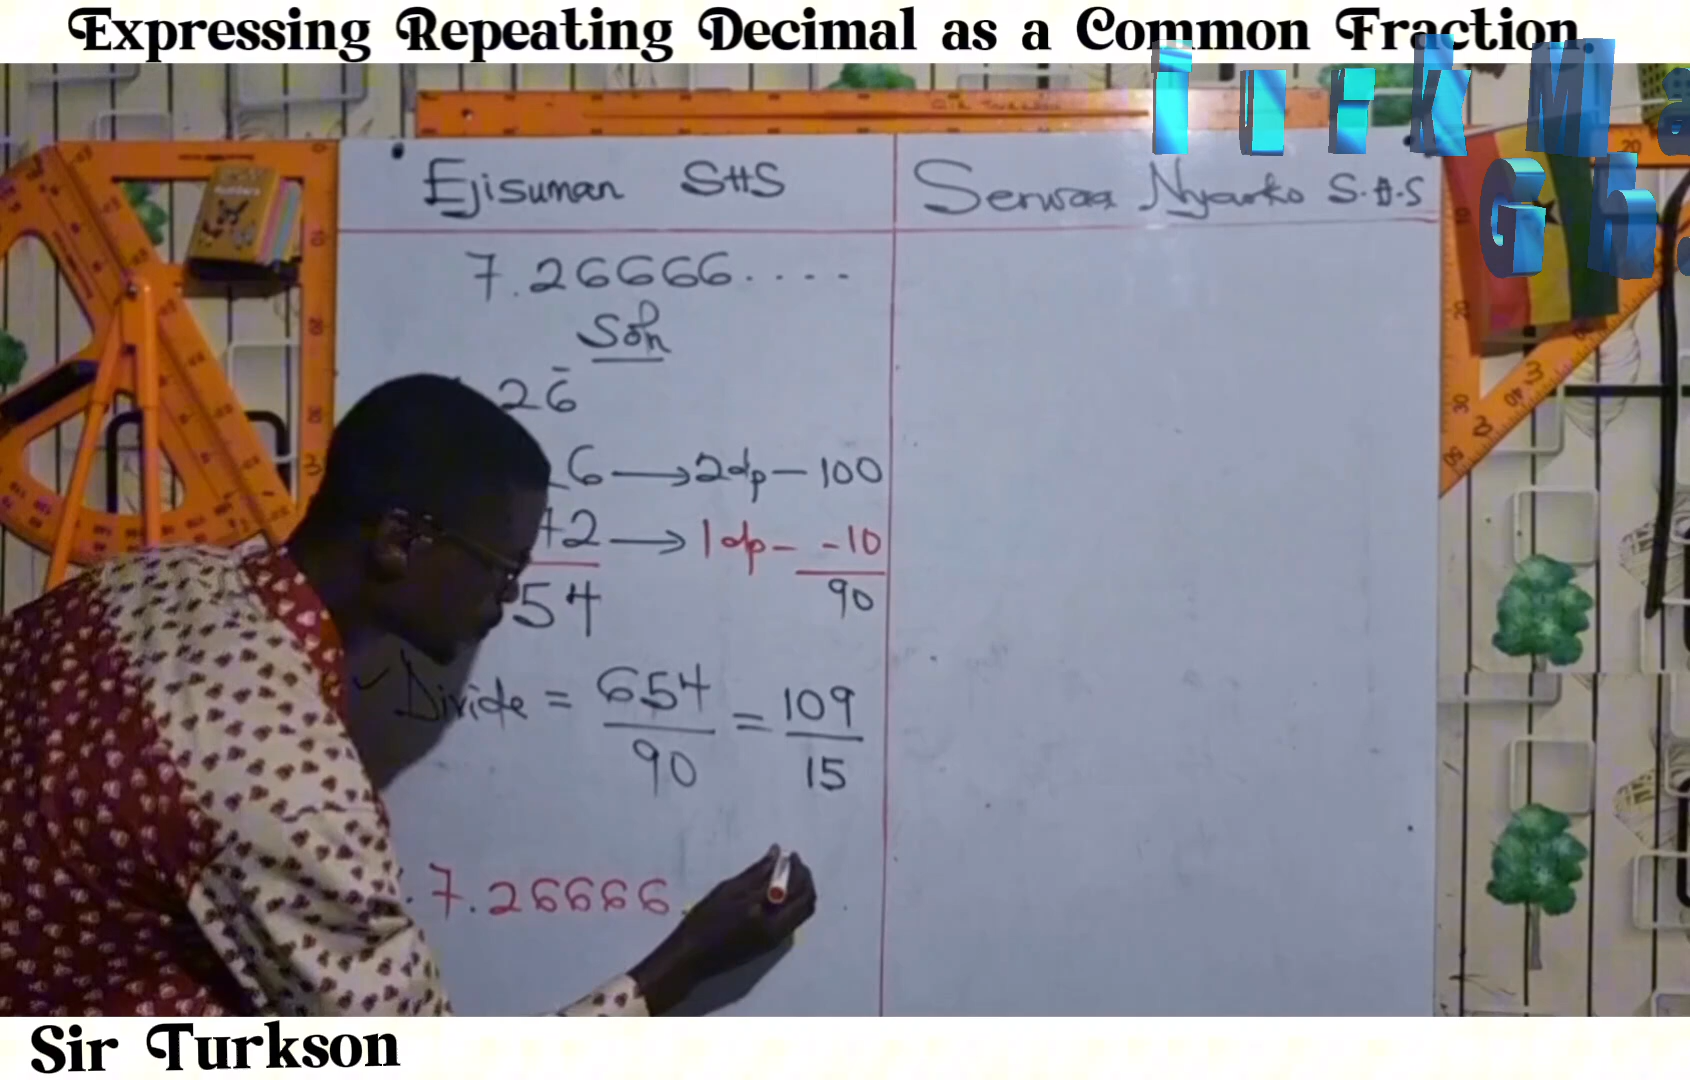 Expressing Repeating Decimal as a Common Fraction.
Ejisuman SHS
Serwaa Nyarko S.H.S
7.26666....
Soln
26̄
6 → 2dp – 100
72 → 1dp – -10
54 90
Divide = 654/90 = 109/15
7.26666.
Sir Turkson